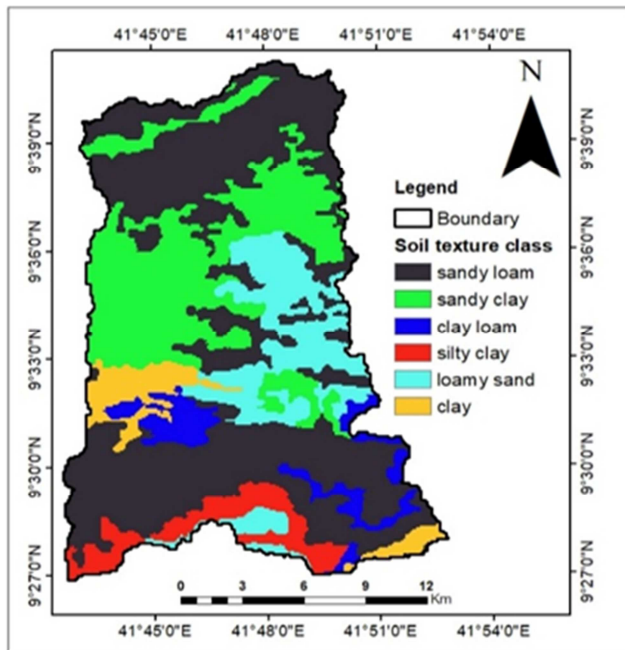 41°45'0"E 41°48'0"E 41°51'0"E 41°54'0"E
N
9°39'0"N 9°39'0"N
Legend
Boundary
Soil texture class
9°36'0"N 9°36'0"N
sandy loam
sandy clay
clay loam
silty clay
loamy sand
clay
9°33'0"N 9°33'0"N
9°30'0"N 9°30'0"N
9°27'0"N 9°27'0"N
0 3 6 9 12
Km
41°45'0"E 41°48'0"E 41°51'0"E 41°54'0"E